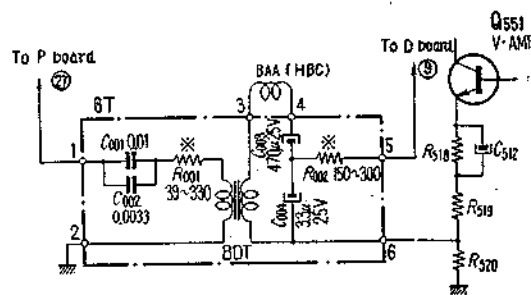 Q551
V·AMP
To P board
27
To D board
9
BAA (HBC)
6T
3
4
1
C001 0.01
※
R001
39~330
C002
0.0033
C003
470μ 25V
※
5
R002 150~300
C004
33μ
25V
R518
C512
R519
2
8DT
6
R520